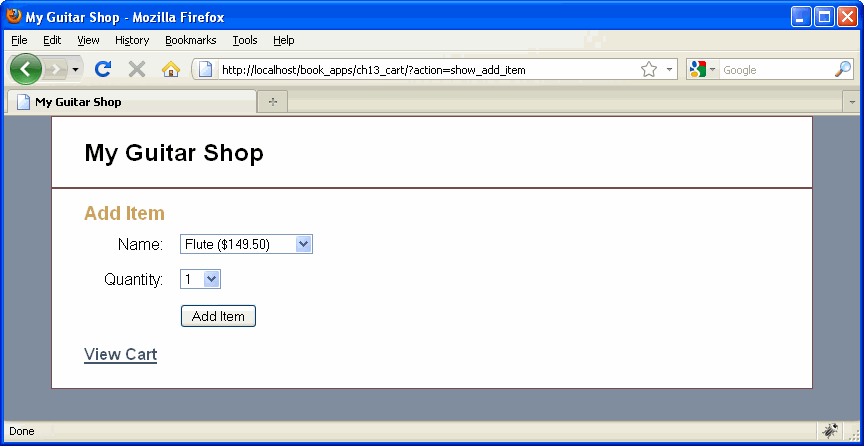 My Guitar Shop - Mozilla Firefox
File Edit View History Bookmarks Tools Help
http://localhost/book_apps/ch13_cart/?action=show_add_item Google
My Guitar Shop
My Guitar Shop
Add Item
Name: Flute ($149.50)
Quantity: 1
Add Item
View Cart
Done